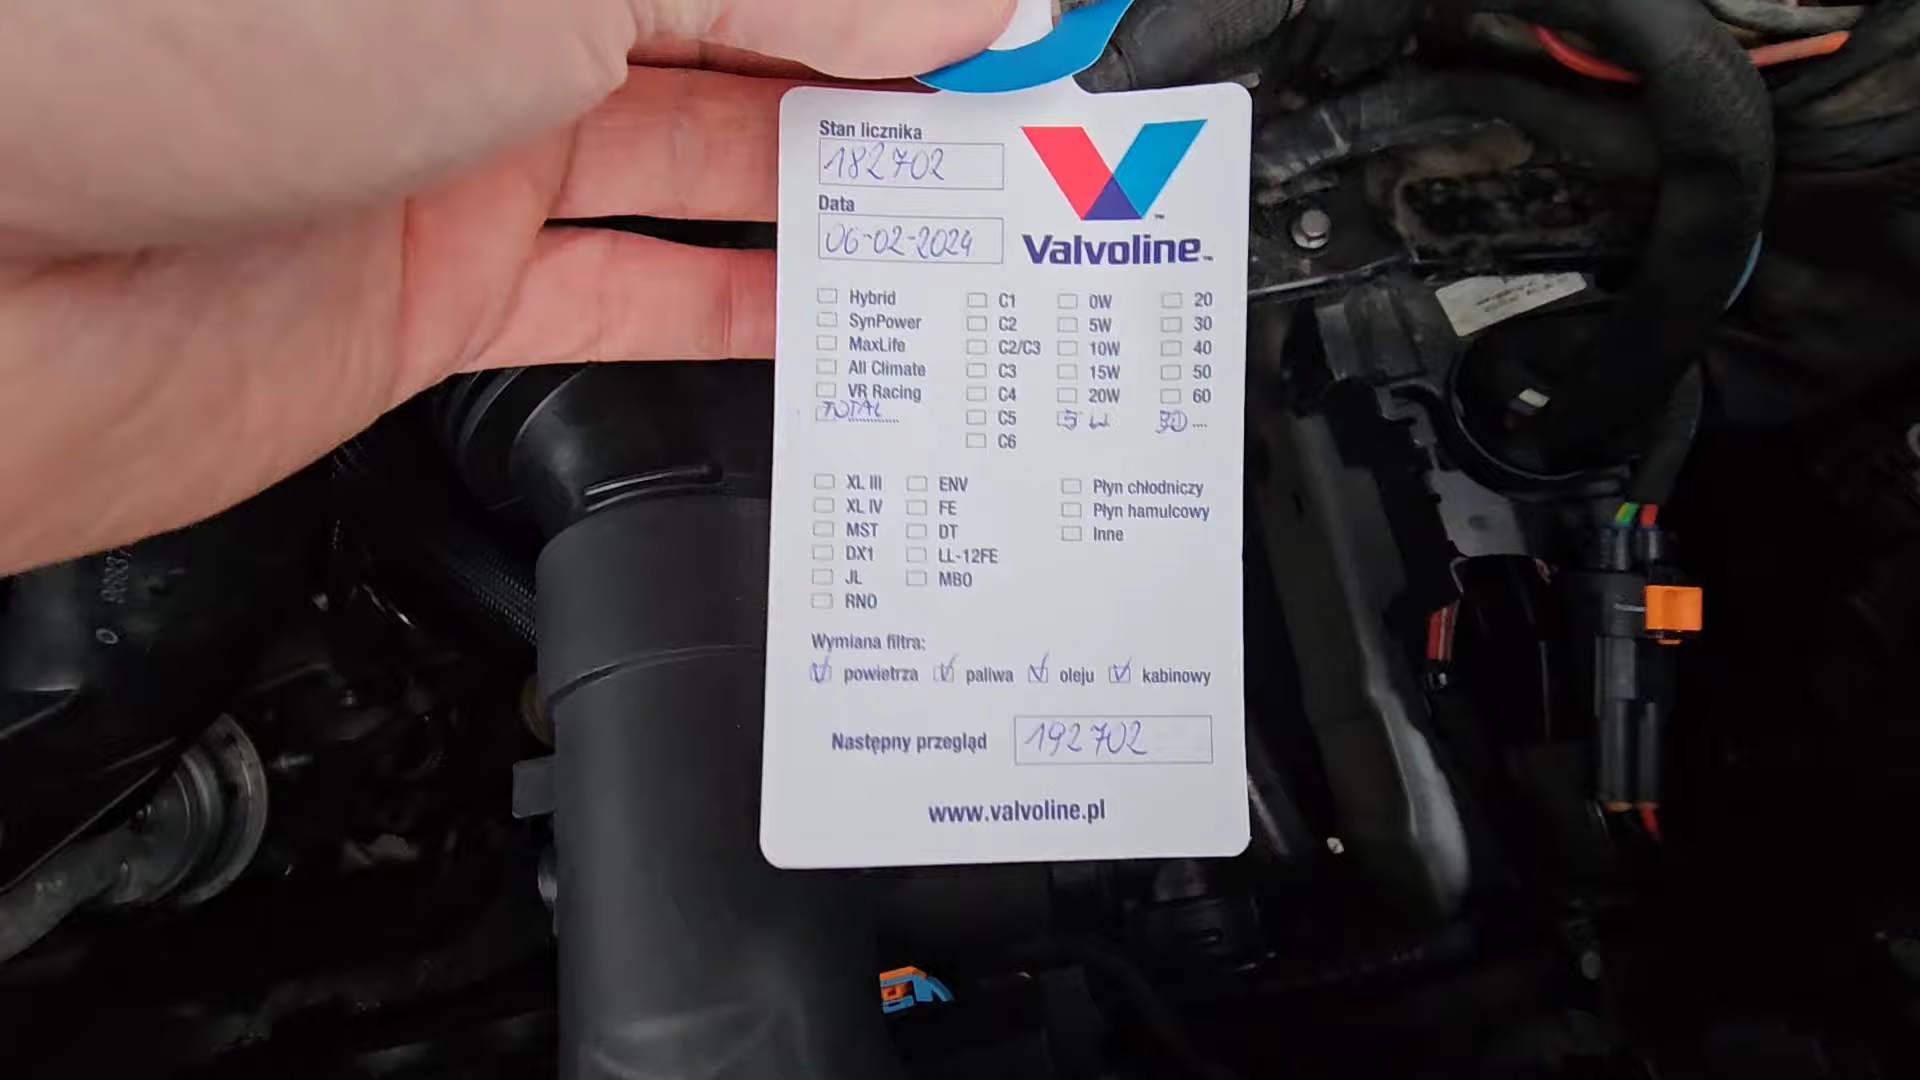 Stan licznika
182702
Data
06-02-2024
Valvoline™
Hybrid C1 0W 20
SynPower C2 5W 30
MaxLife C2/C3 10W 40
All Climate C3 15W 50
VR Racing C4 20W 60
TOTAL C5 5W 30
C6
XL III ENV Płyn chłodniczy
XL IV FE Płyn hamulcowy
MST DT Inne
DX1 LL-12FE
JL MBO
RNO
Wymiana filtra:
powietrza paliwa oleju kabinowy
Następny przegląd 192702
www.valvoline.pl